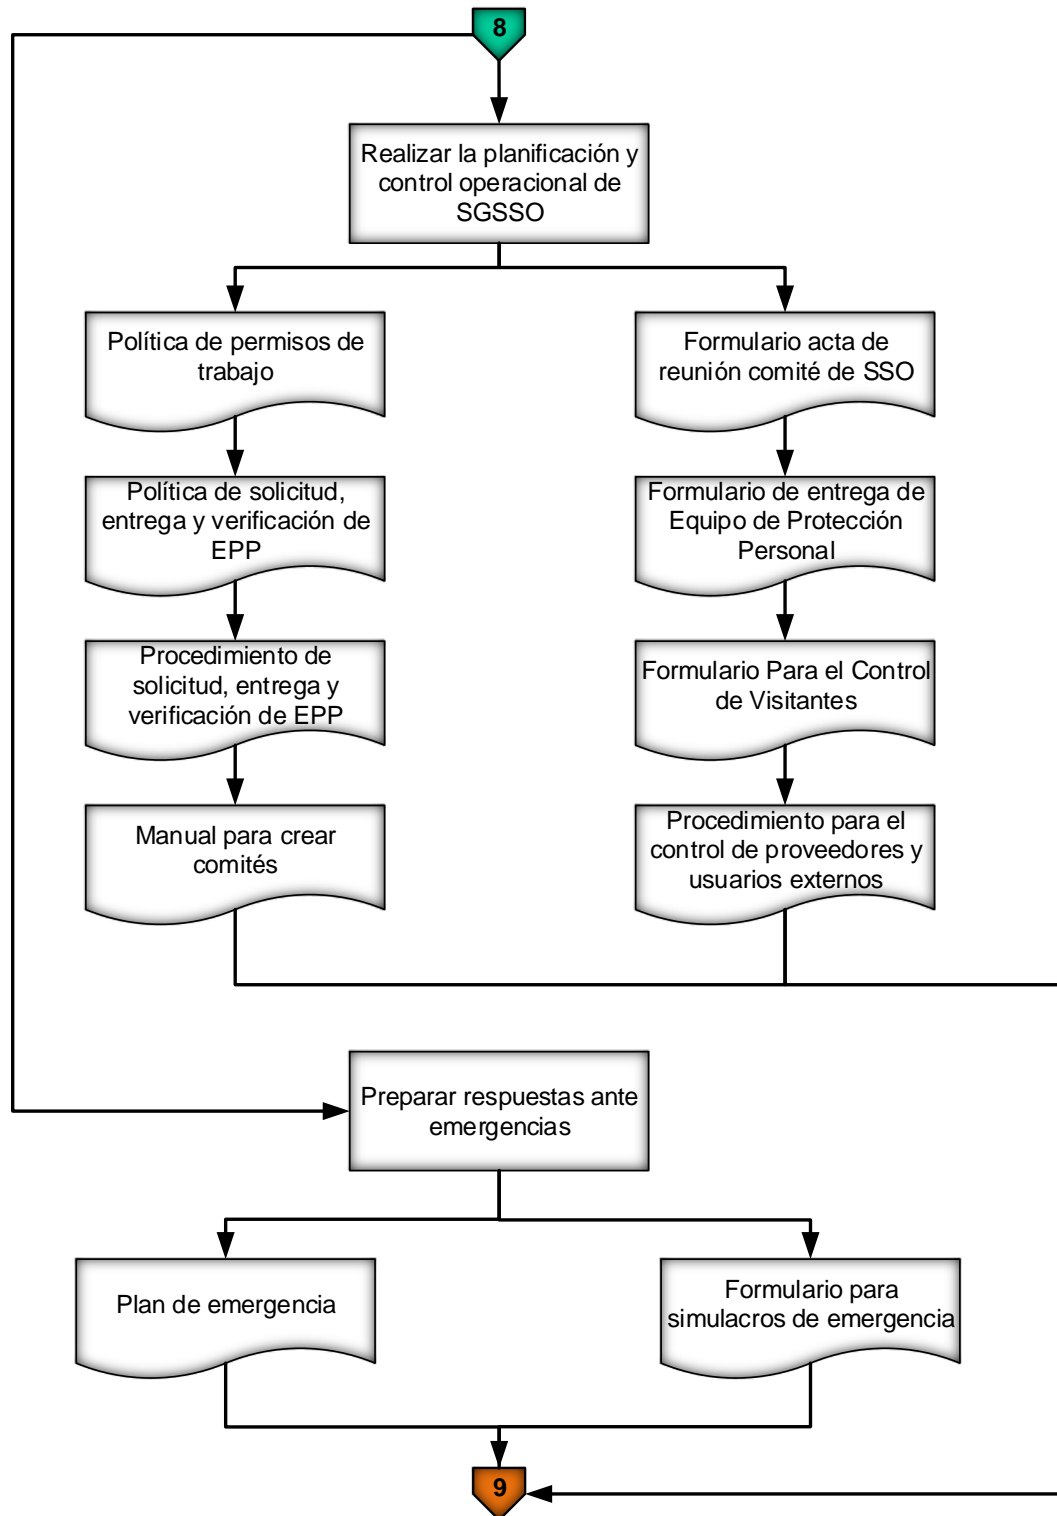 8
Realizar la planificación y
control operacional de
SGSSO
Política de permisos de
trabajo
Formulario acta de
reunión comité de SSO
Política de solicitud,
entrega y verificación de
EPP
Formulario de entrega de
Equipo de Protección
Personal
Procedimiento de
solicitud, entrega y
verificación de EPP
Formulario Para el Control
de Visitantes
Manual para crear
comités
Procedimiento para el
control de proveedores y
usuarios externos
Preparar respuestas ante
emergencias
Plan de emergencia
Formulario para
simulacros de emergencia
9